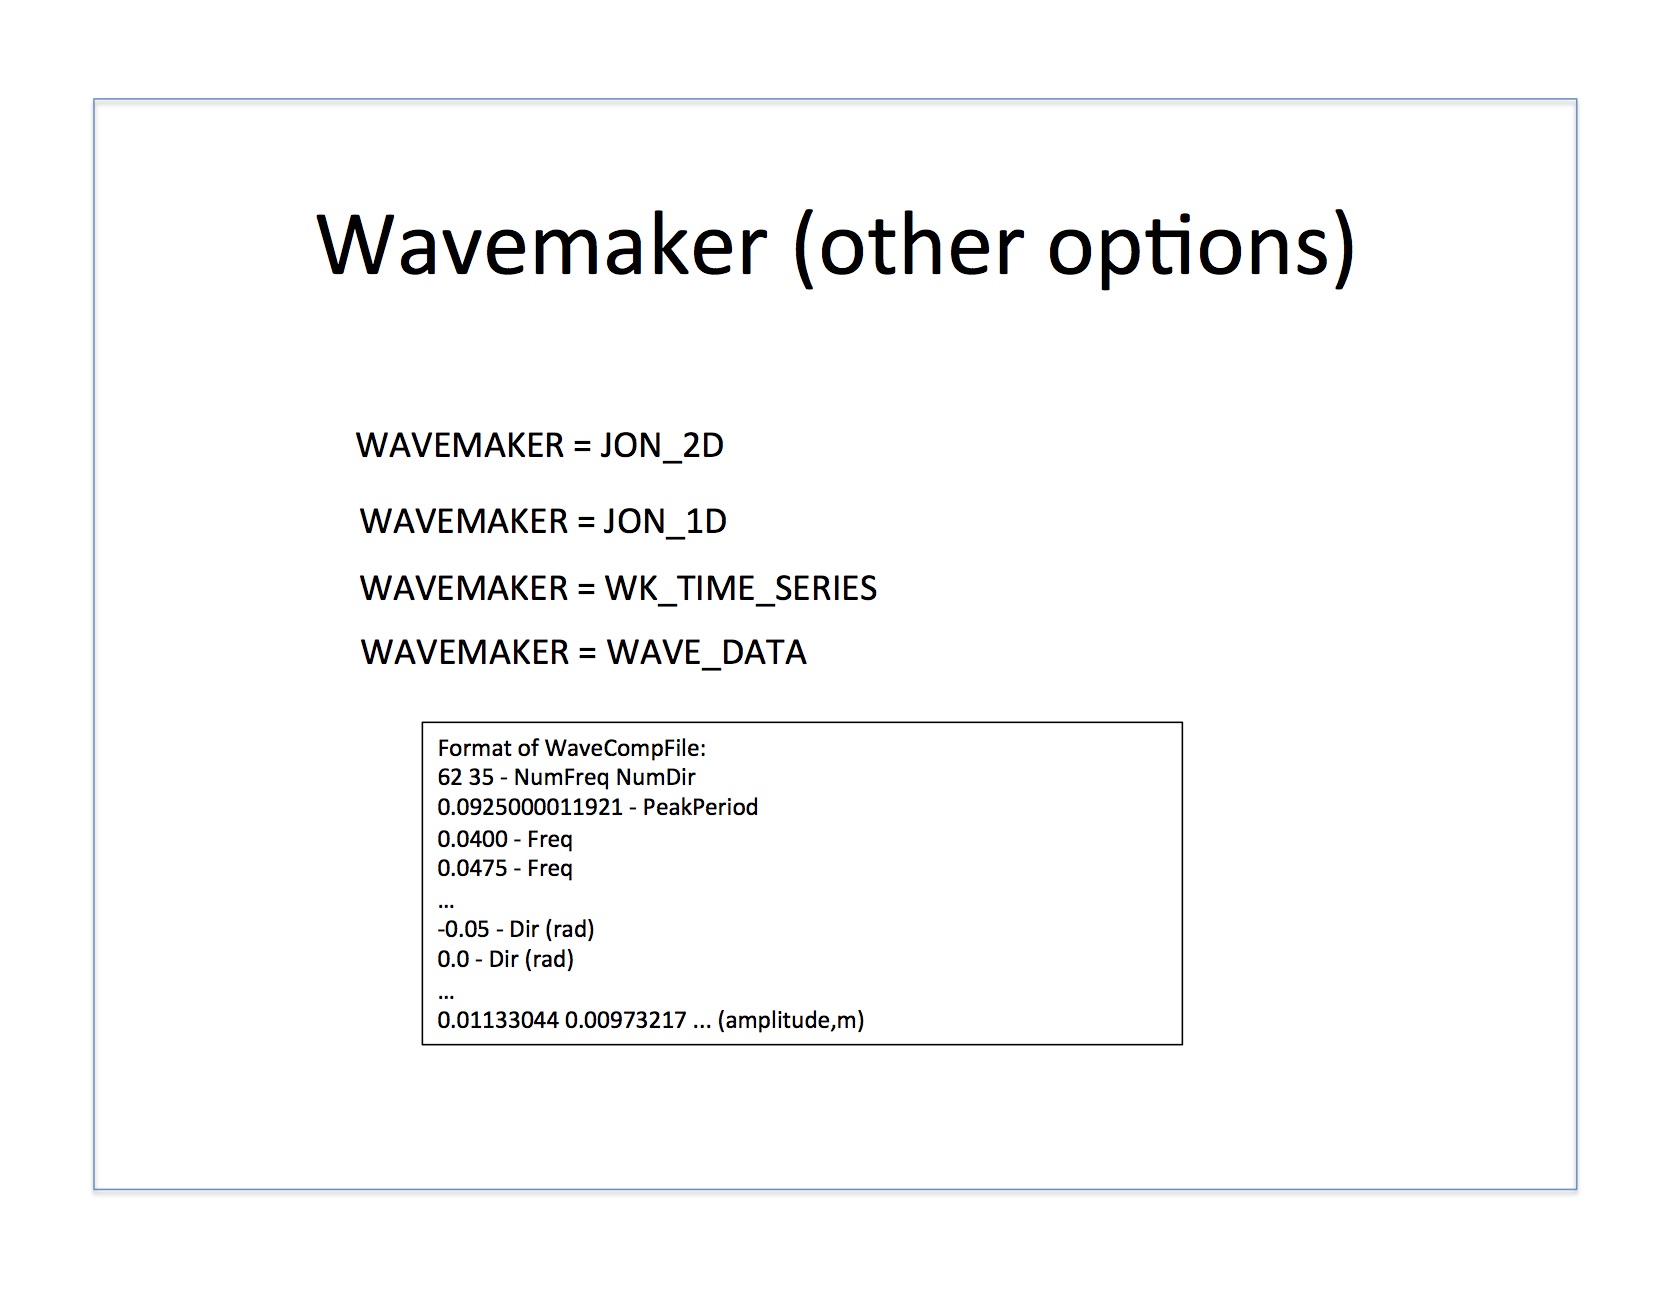 Wavemaker (other options)
WAVEMAKER = JON_2D
WAVEMAKER = JON_1D
WAVEMAKER = WK_TIME_SERIES
WAVEMAKER = WAVE_DATA
Format of WaveCompFile:
62 35 - NumFreq NumDir
0.0925000011921 - PeakPeriod
0.0400 - Freq
0.0475 - Freq
...
-0.05 - Dir (rad)
0.0 - Dir (rad)
...
0.01133044 0.00973217 ... (amplitude,m)